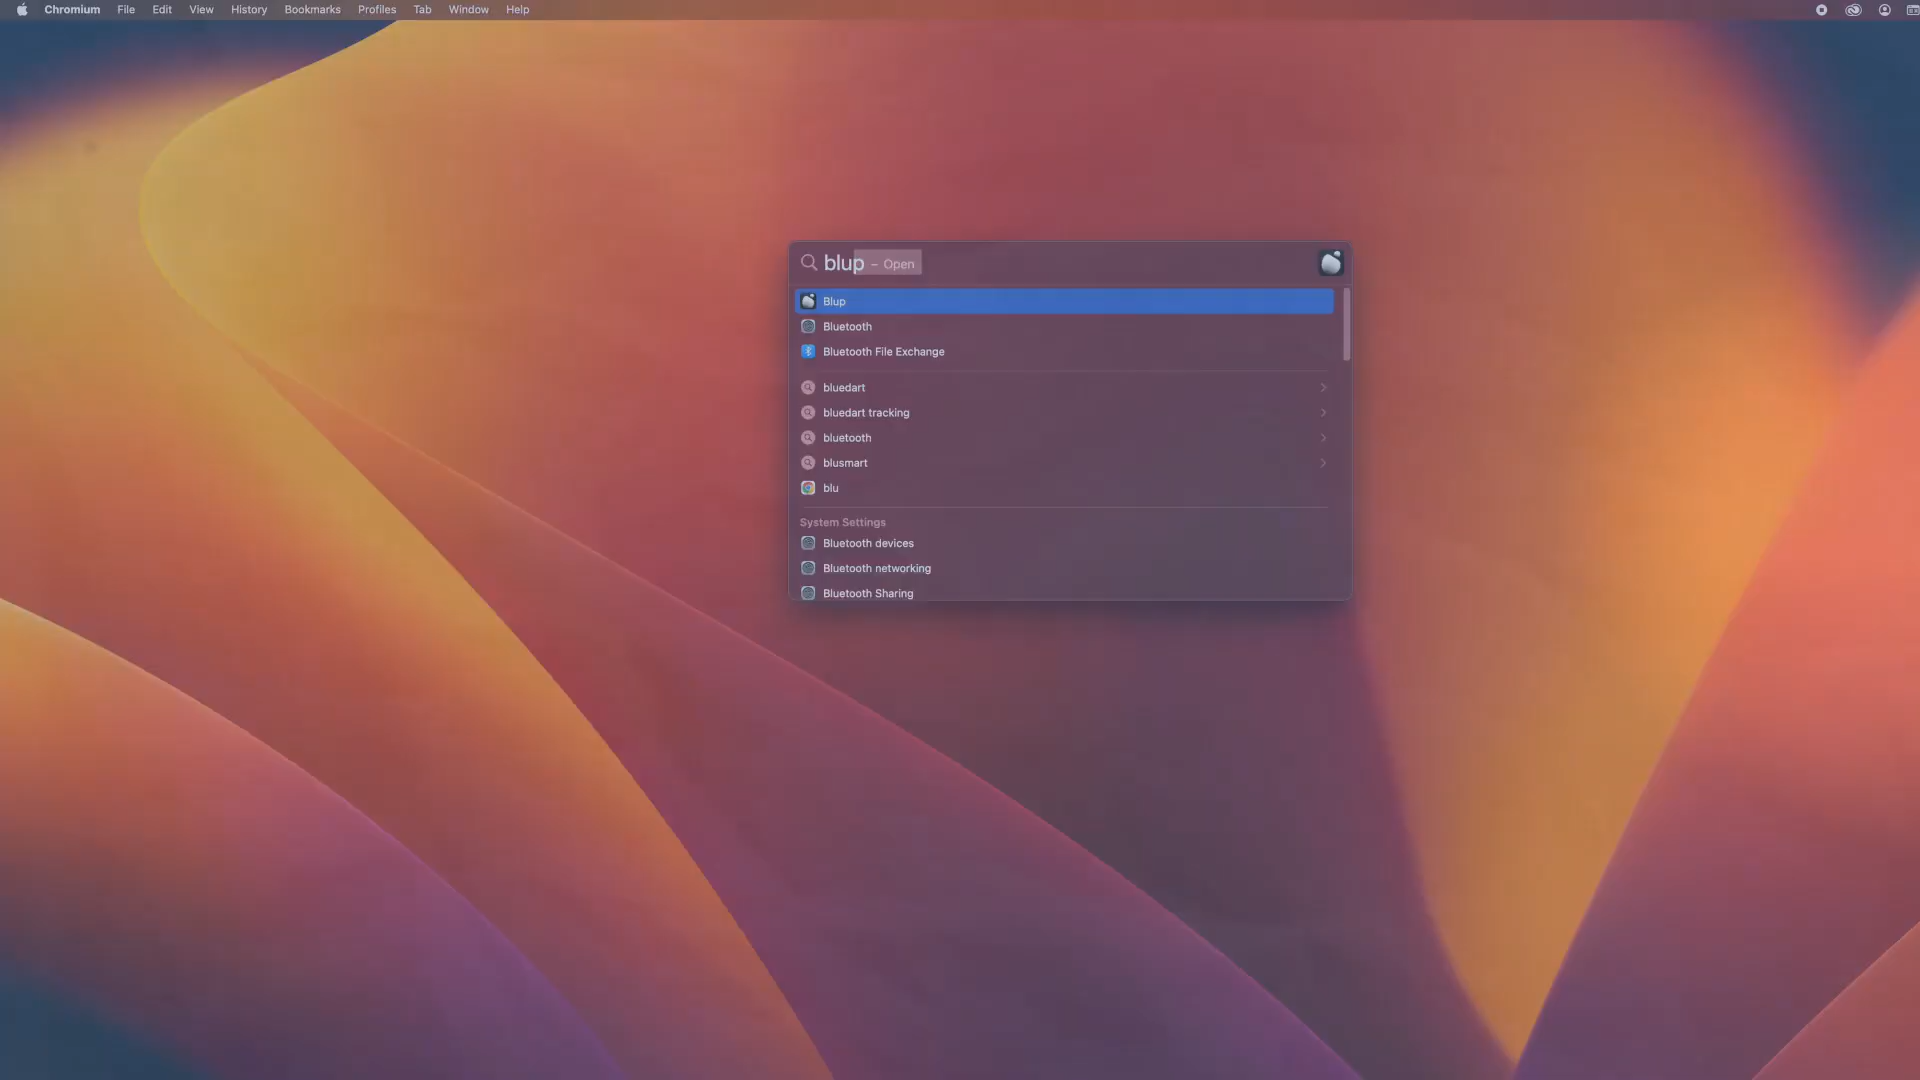 Chromium File Edit View History Bookmarks Profiles Tab Window Help
blup – Open
Blup
Bluetooth
Bluetooth File Exchange
bluedart
bluedart tracking
bluetooth
blusmart
blu
System Settings
Bluetooth devices
Bluetooth networking
Bluetooth Sharing